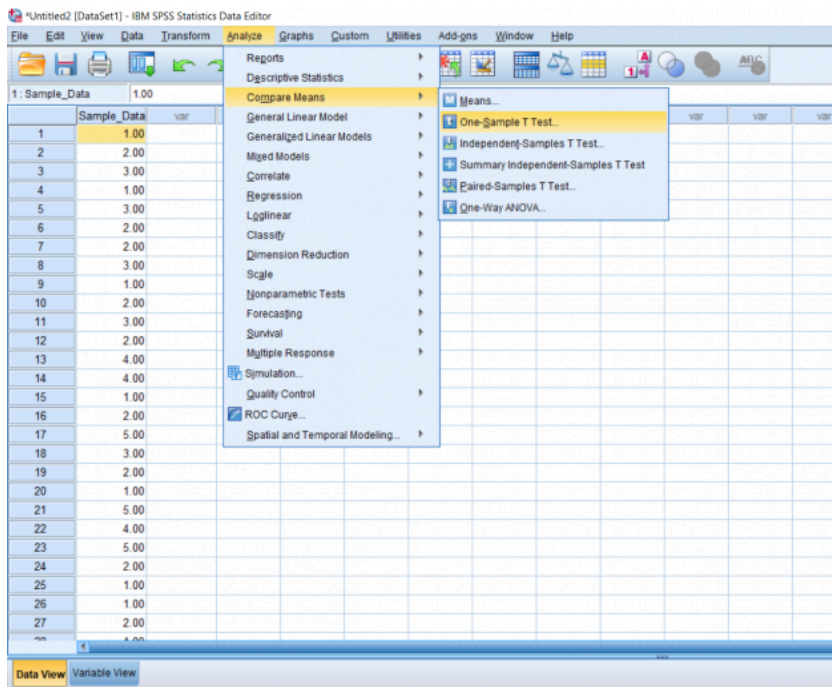 *Untitled2 [DataSet1] - IBM SPSS Statistics Data Editor
File Edit View Data Transform Analyze Graphs Custom Utilities Add-ons Window Help
1 : Sample_Data 1.00
Reports
Descriptive Statistics
Compare Means
General Linear Model
Generalized Linear Models
Mixed Models
Correlate
Regression
Loglinear
Classify
Dimension Reduction
Scale
Nonparametric Tests
Forecasting
Survival
Multiple Response
Simulation...
Quality Control
ROC Curve...
Spatial and Temporal Modeling...
Means...
One-Sample T Test...
Independent-Samples T Test...
Summary Independent-Samples T Test
Paired-Samples T Test...
One-Way ANOVA...
Sample_Data var var var var
1 1.00
2 2.00
3 3.00
4 1.00
5 3.00
6 2.00
7 2.00
8 3.00
9 1.00
10 2.00
11 3.00
12 2.00
13 4.00
14 4.00
15 1.00
16 2.00
17 5.00
18 3.00
19 2.00
20 1.00
21 5.00
22 4.00
23 5.00
24 2.00
25 1.00
26 1.00
27 2.00
Data View Variable View